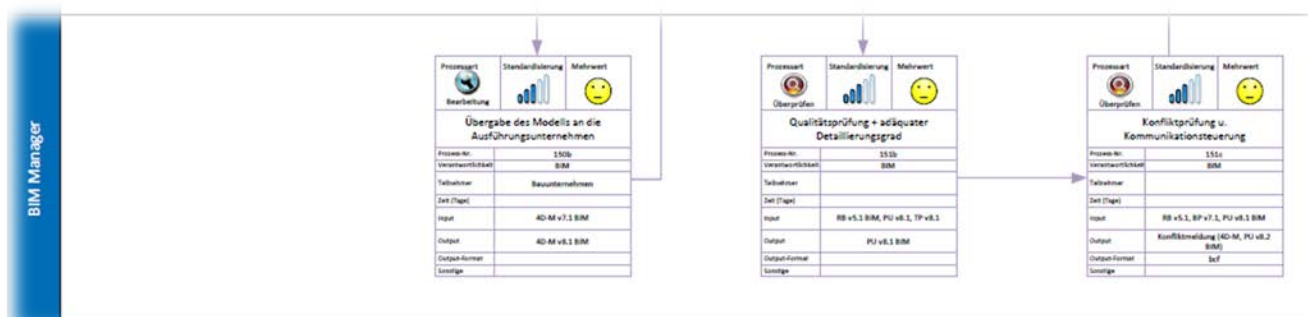 BIM Manager
Prozessart Standardisierung Mehrwert
Bearbeitung
Übergabe des Modells an die
Ausführungsunternehmen
Prozess-Nr. 150b
Verantwortlichkeit BIM
Teilnehmer Bauunternehmen
Zeit (Tage)
Input 4D-M v7.1 BIM
Output 4D-M v8.1 BIM
Output-Format
Sonstige
Prozessart Standardisierung Mehrwert
Überprüfen
Qualitätsprüfung + adäquater
Detaillierungsgrad
Prozess-Nr. 151b
Verantwortlichkeit BIM
Teilnehmer
Zeit (Tage)
Input RB v5.1 BIM, PU v8.1, TP v8.1
Output PU v8.1 BIM
Output-Format
Sonstige
Prozessart Standardisierung Mehrwert
Überprüfen
Konfliktprüfung u.
Kommunikationsteuerung
Prozess-Nr. 151c
Verantwortlichkeit BIM
Teilnehmer
Zeit (Tage)
Input RB v5.1, BP v7.1, PU v8.1 BIM
Output Konfliktmeldung (4D-M, PU v8.2
BIM)
Output-Format bcf
Sonstige